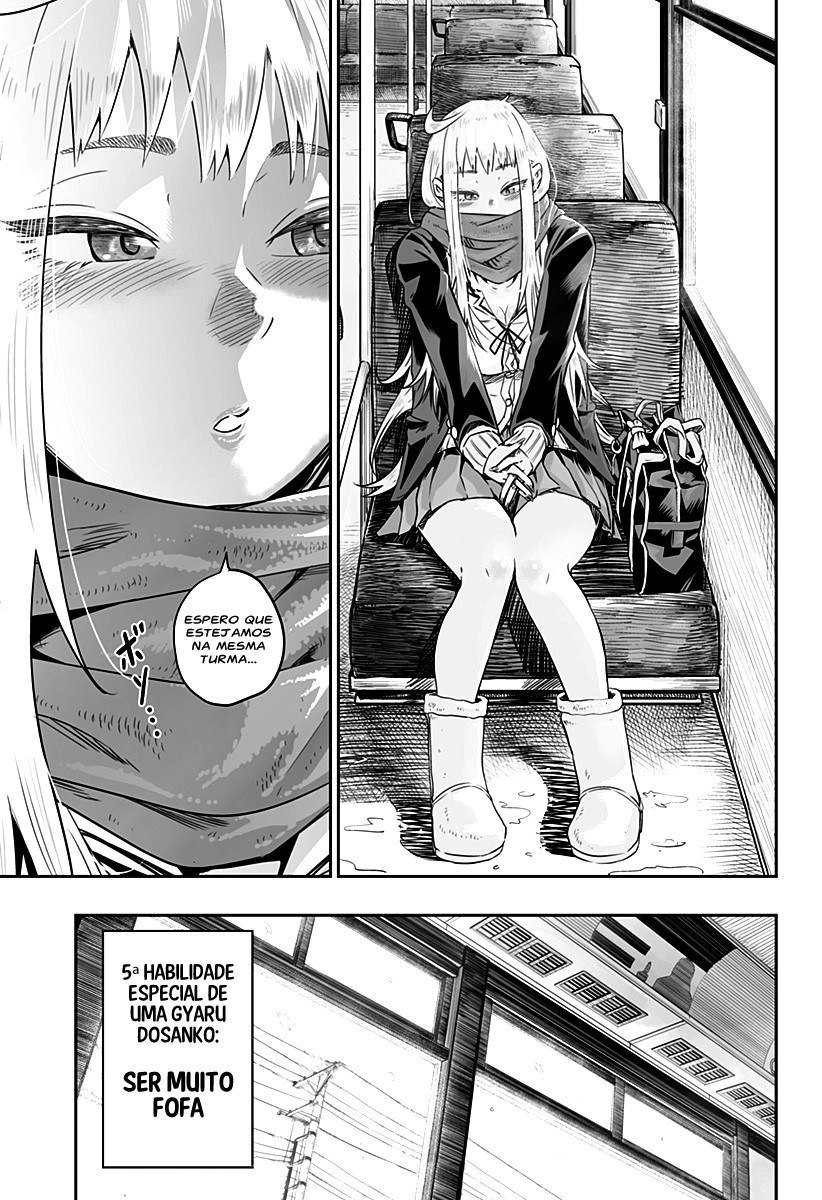 ESPERO QUE
ESTEJAMOS
NA MESMA
TURMA...
ボソ…
5ª HABILIDADE
ESPECIAL DE
UMA GYARU
DOSANKO:
SER MUITO
FOFA